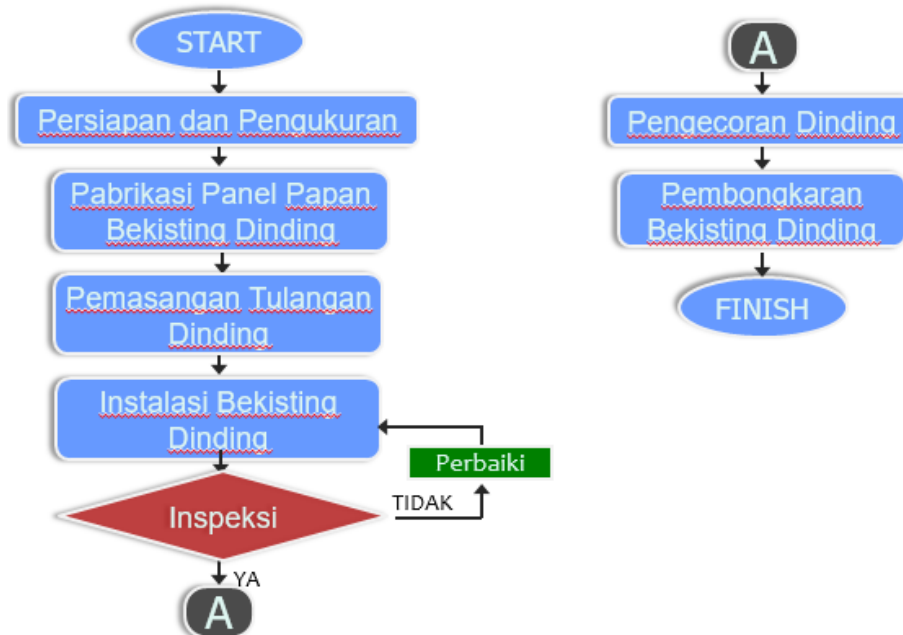 START
Persiapan dan Pengukuran
Pabrikasi Panel Papan
Bekisting Dinding
Pemasangan Tulangan
Dinding
Instalasi Bekisting
Dinding
Perbaiki
Inspeksi
TIDAK
YA
A
A
Pengecoran Dinding
Pembongkaran
Bekisting Dinding
FINISH